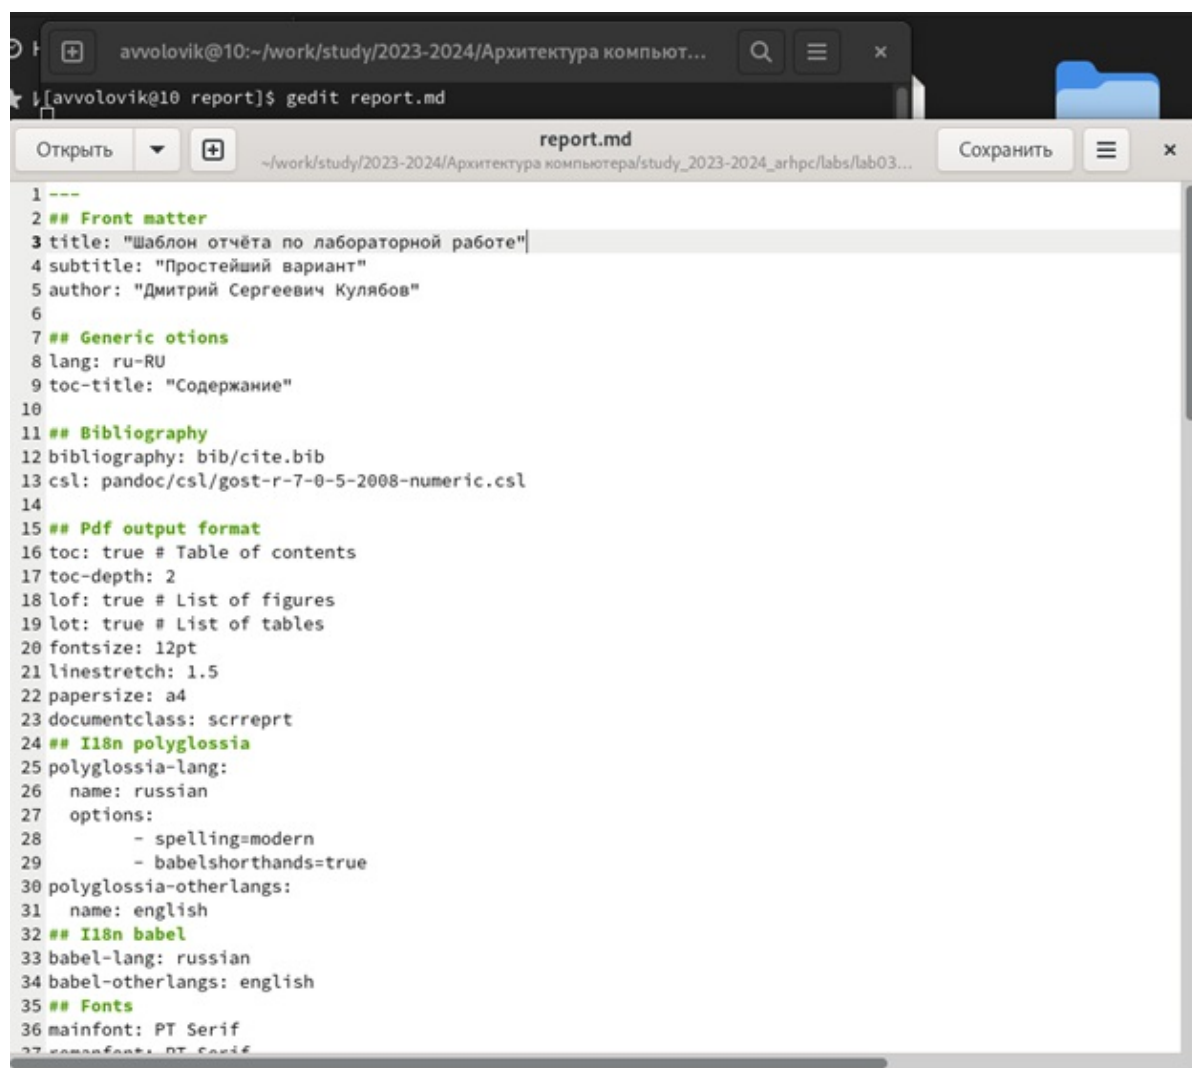 avvolovik@10:~/work/study/2023-2024/Архитектура компьют...
[avvolovik@10 report]$ gedit report.md
Открыть
report.md
~/work/study/2023-2024/Архитектура компьютера/study_2023-2024_arhpc/labs/lab03...
Сохранить
1 ---
2 ## Front matter
3 title: "Шаблон отчёта по лабораторной работе"
4 subtitle: "Простейший вариант"
5 author: "Дмитрий Сергеевич Кулябов"
6
7 ## Generic otions
8 lang: ru-RU
9 toc-title: "Содержание"
10
11 ## Bibliography
12 bibliography: bib/cite.bib
13 csl: pandoc/csl/gost-r-7-0-5-2008-numeric.csl
14
15 ## Pdf output format
16 toc: true # Table of contents
17 toc-depth: 2
18 lof: true # List of figures
19 lot: true # List of tables
20 fontsize: 12pt
21 linestretch: 1.5
22 papersize: a4
23 documentclass: scrreprt
24 ## I18n polyglossia
25 polyglossia-lang:
26   name: russian
27   options:
28         - spelling=modern
29         - babelshorthands=true
30 polyglossia-otherlangs:
31   name: english
32 ## I18n babel
33 babel-lang: russian
34 babel-otherlangs: english
35 ## Fonts
36 mainfont: PT Serif
37 romanfont: PT Serif